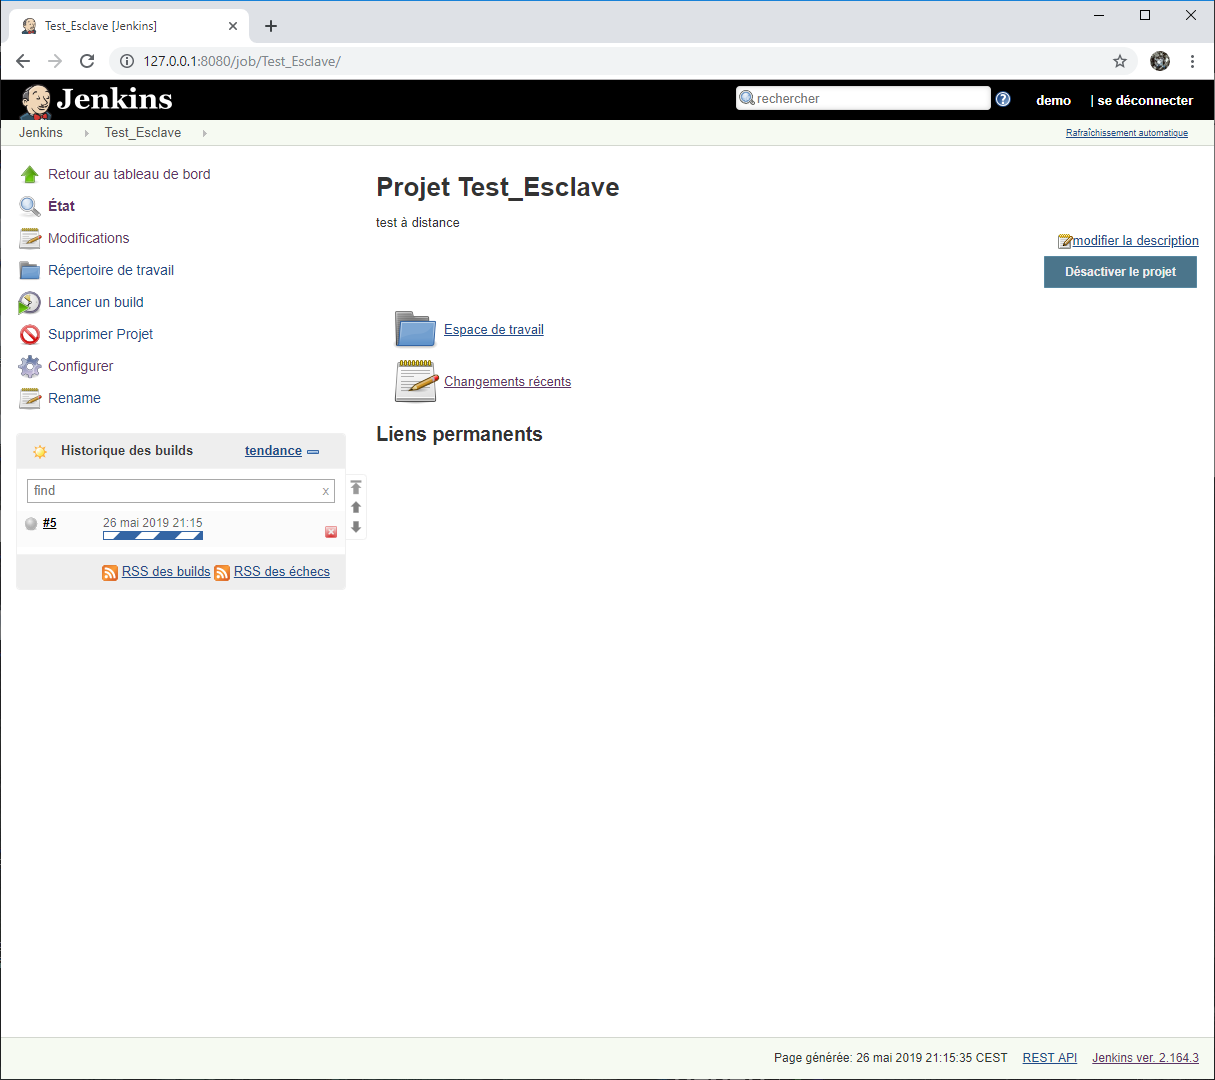 Test_Esclave [Jenkins]
127.0.0.1:8080/job/Test_Esclave/
Jenkins
rechercher
demo
| se déconnecter
Jenkins
Test_Esclave
Rafraîchissement automatique
Retour au tableau de bord
État
Modifications
Répertoire de travail
Lancer un build
Supprimer Projet
Configurer
Rename
Historique des builds
tendance
find
x
#5
26 mai 2019 21:15
RSS des builds
RSS des échecs
Projet Test_Esclave
test à distance
modifier la description
Désactiver le projet
Espace de travail
Changements récents
Liens permanents
Page générée: 26 mai 2019 21:15:35 CEST
REST API
Jenkins ver. 2.164.3